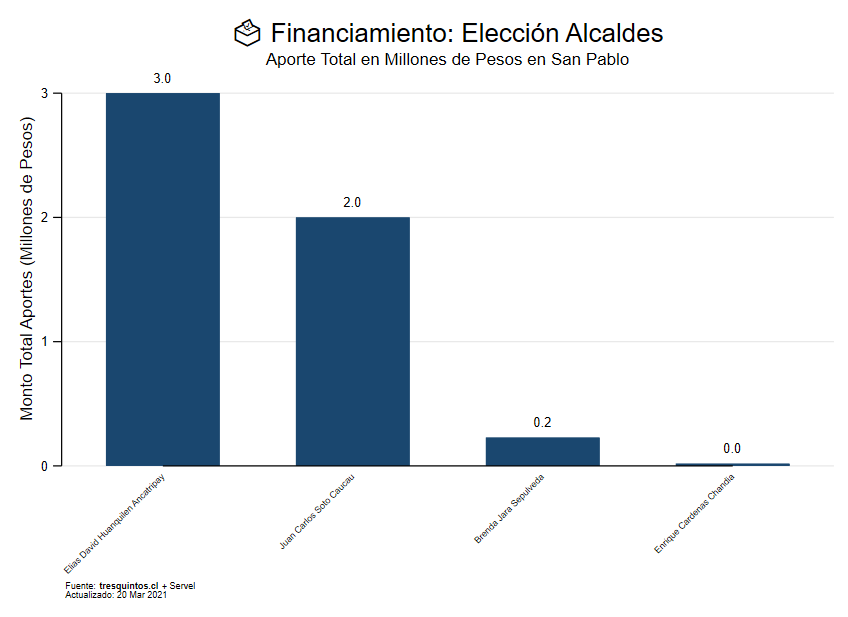 Financiamiento: Elección Alcaldes
Aporte Total en Millones de Pesos en San Pablo
Monto Total Aportes (Millones de Pesos)
3
2
1
0
3.0
2.0
0.2
0.0
Elias David Huanquilen Ancatripay
Juan Carlos Soto Caucau
Brenda Jara Sepulveda
Enrique Cardenas Chandia
Fuente: tresquintos.cl + Servel
Actualizado: 20 Mar 2021